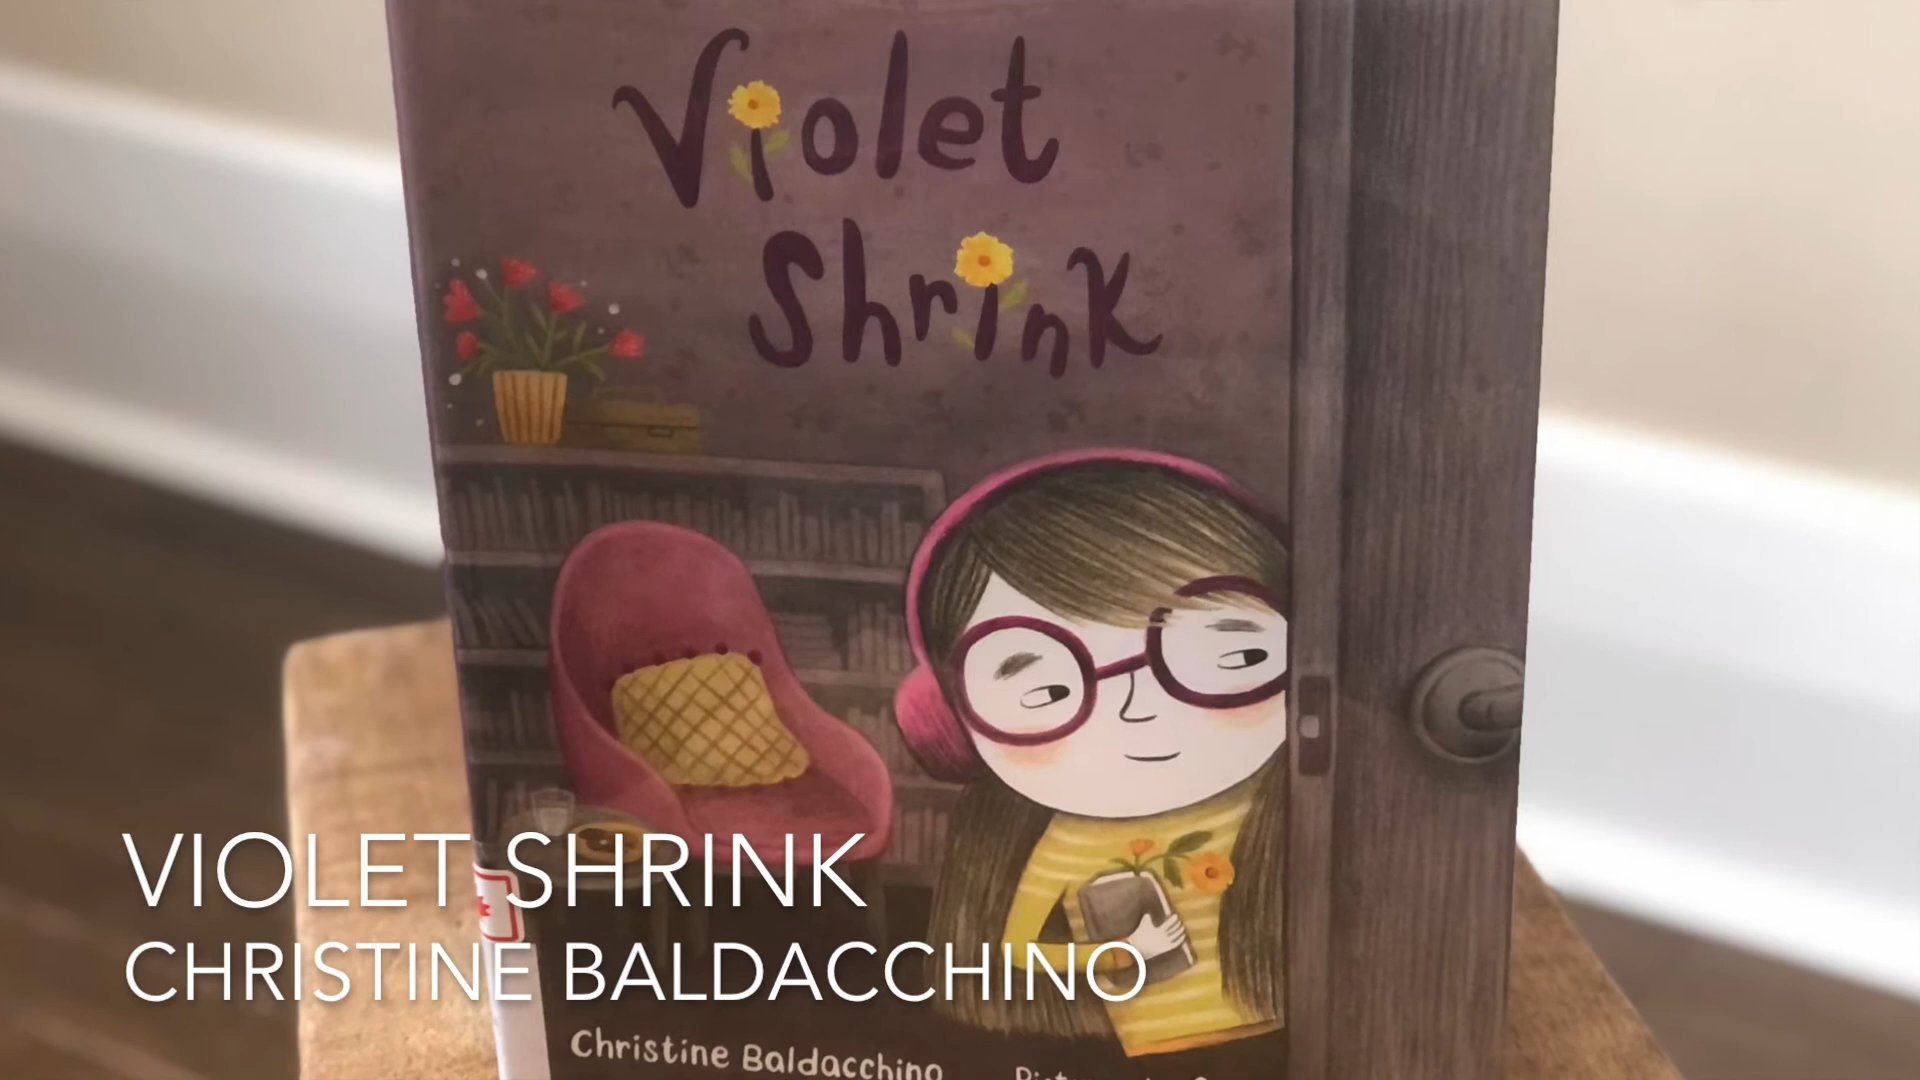 Violet
Shrink
VIOLET SHRINK
CHRISTINE BALDACCHINO
Christine Baldacchino